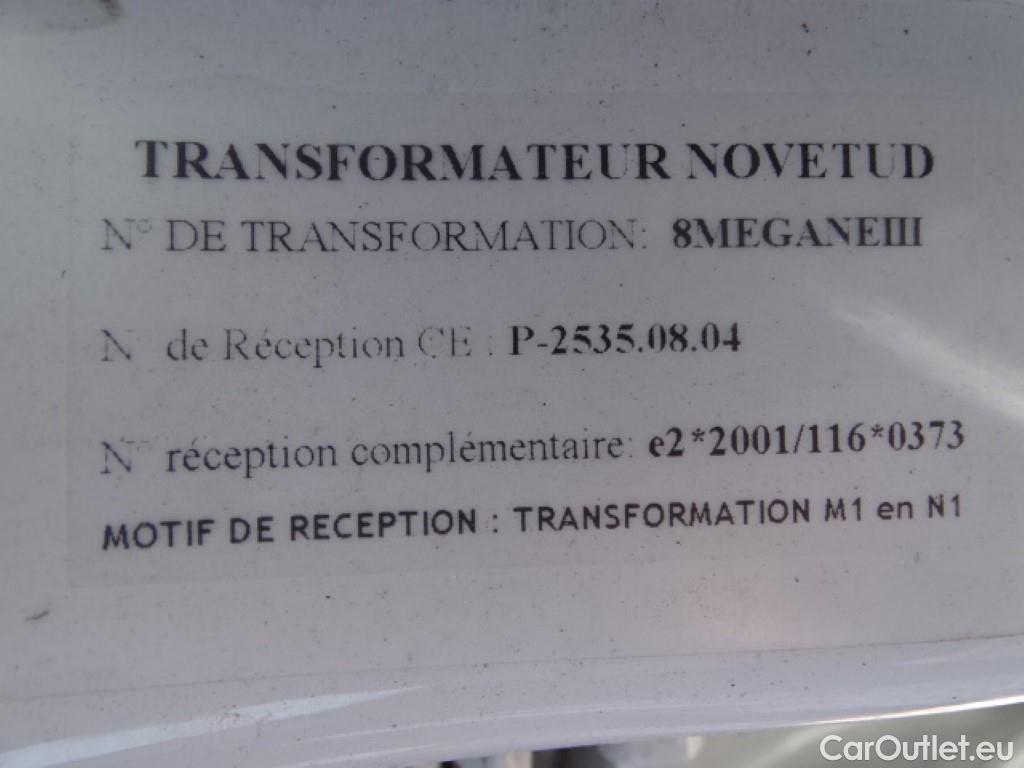 TRANSFORMATEUR NOVETUD
N° DE TRANSFORMATION: 8MEGANEIII
N° de Réception CE : P-2535.08.04
N° réception complémentaire: e2*2001/116*0373
MOTIF DE RECEPTION : TRANSFORMATION M1 en N1
CarOutlet.eu